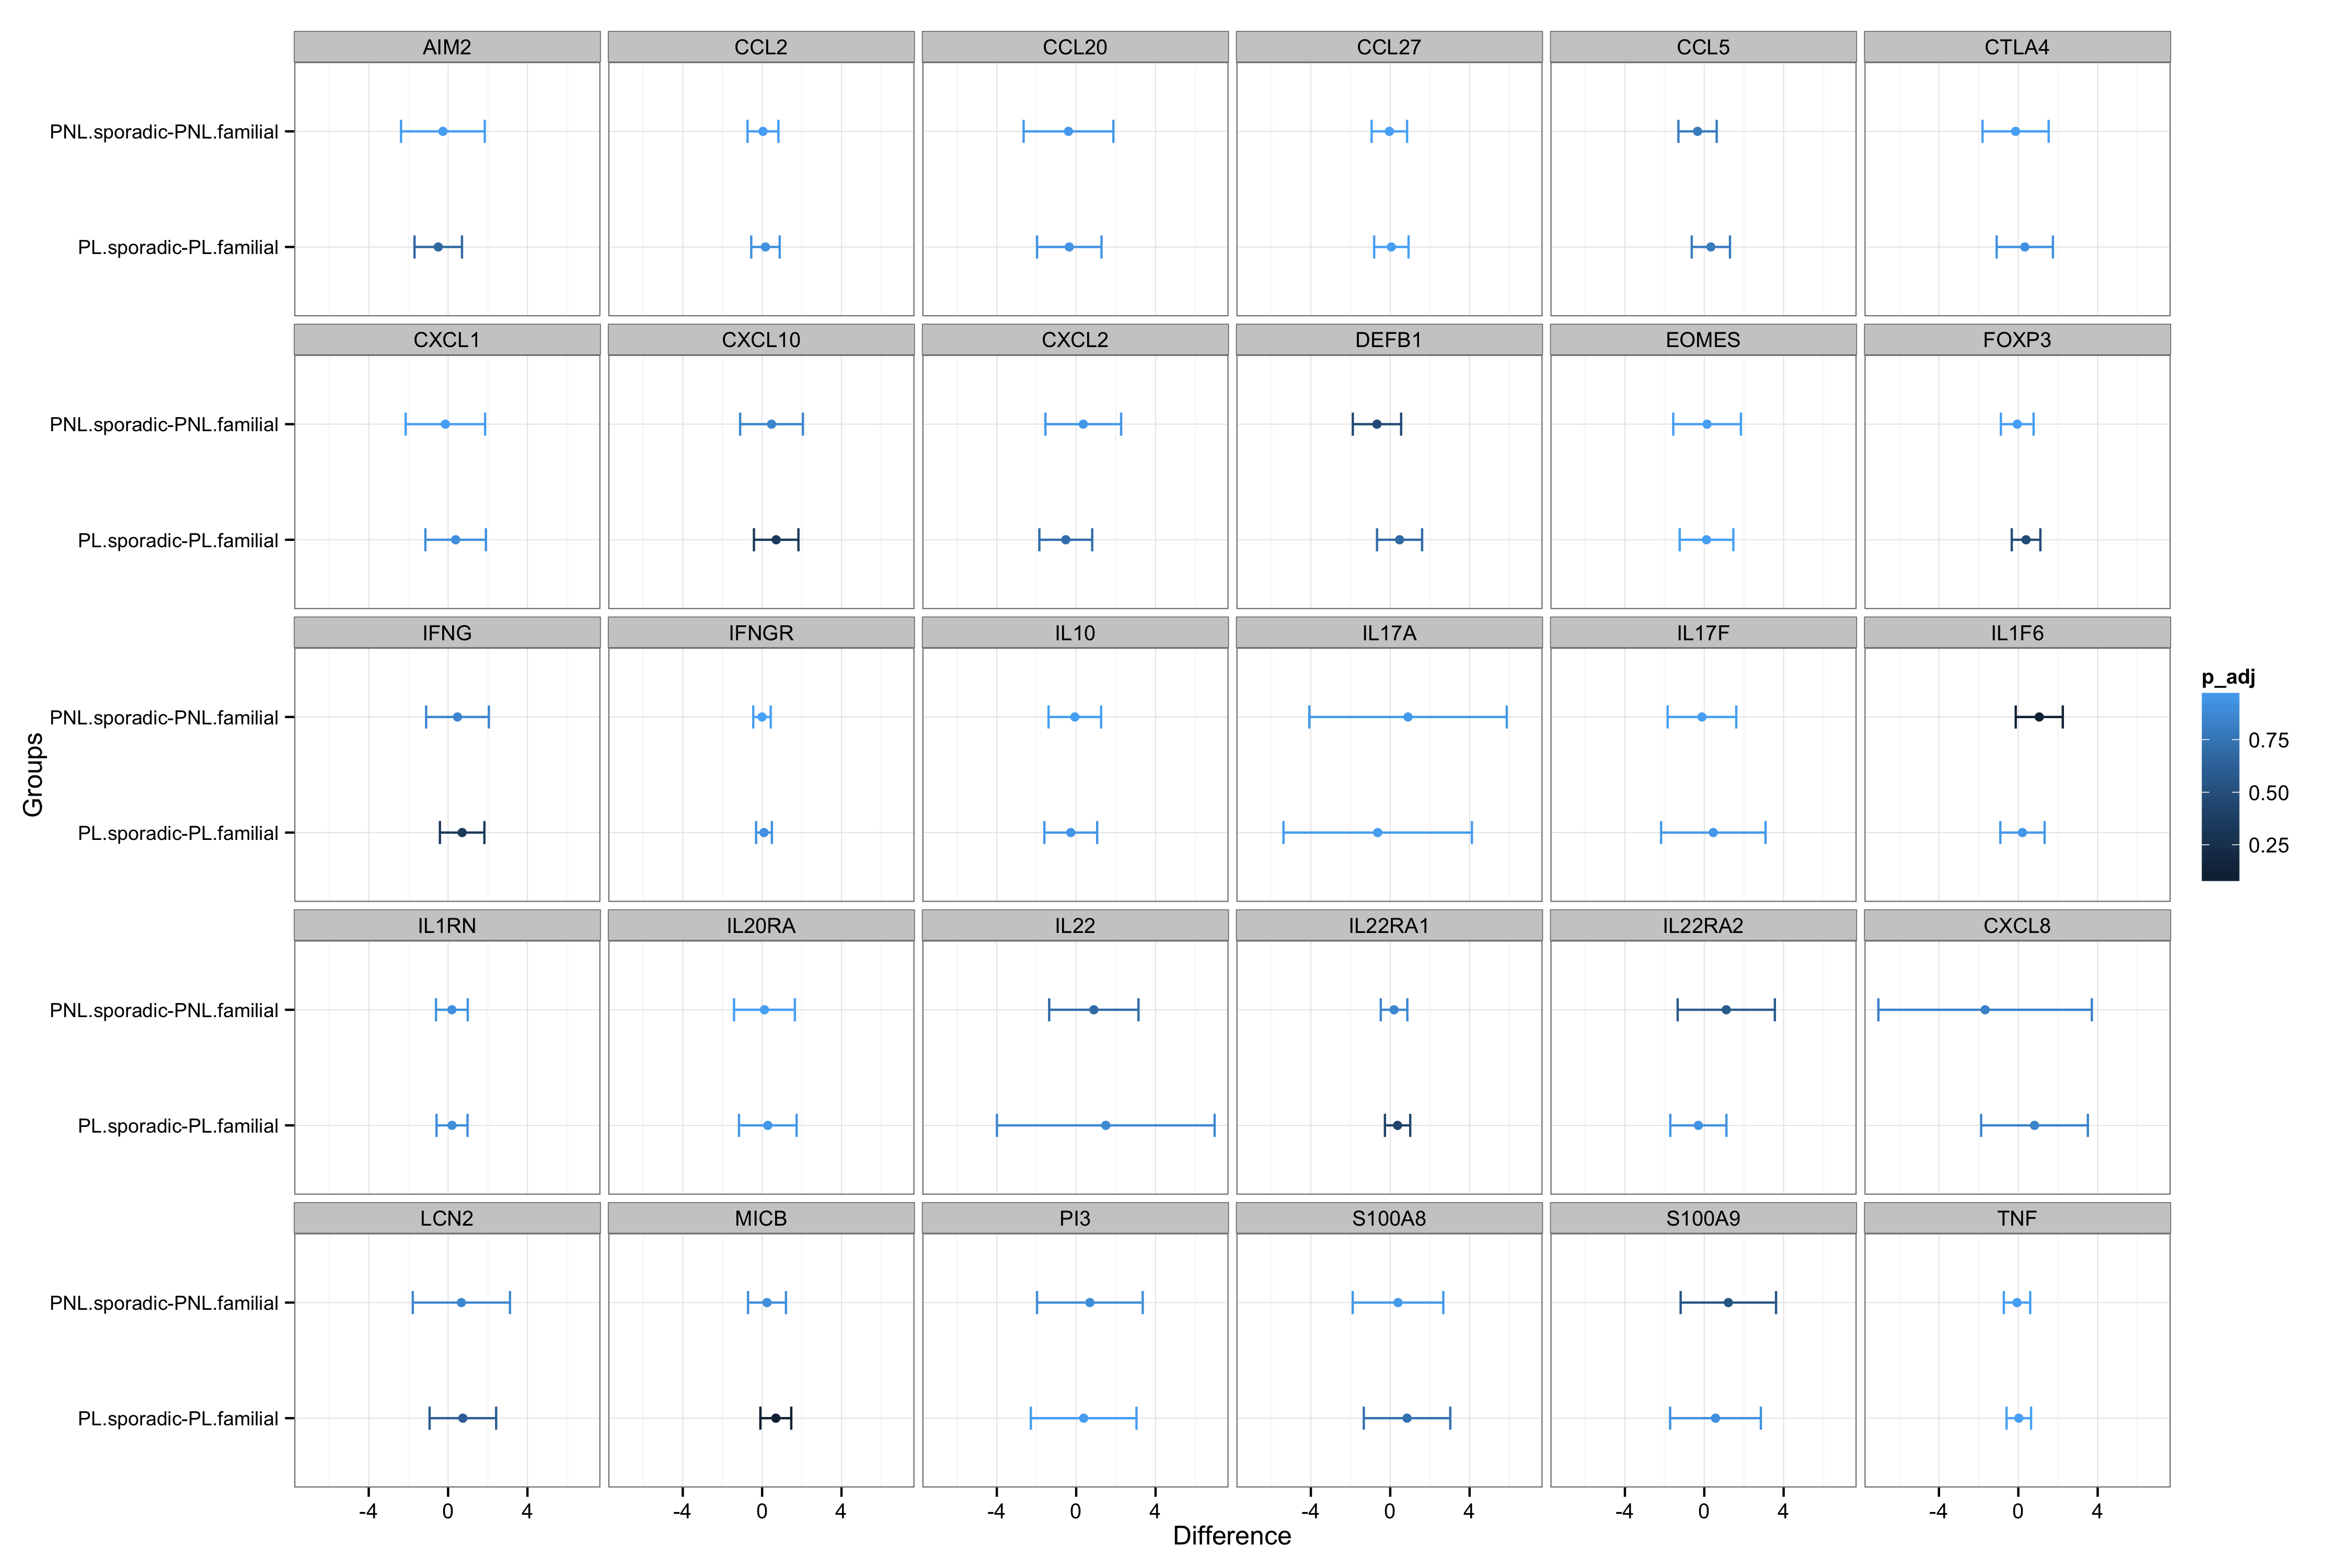 AIM2 CCL2 CCL20 CCL27 CCL5 CTLA4
PNL.sporadic-PNL.familial
PL.sporadic-PL.familial
CXCL1 CXCL10 CXCL2 DEFB1 EOMES FOXP3
PNL.sporadic-PNL.familial
PL.sporadic-PL.familial
IFNG IFNGR IL10 IL17A IL17F IL1F6
PNL.sporadic-PNL.familial
PL.sporadic-PL.familial
IL1RN IL20RA IL22 IL22RA1 IL22RA2 CXCL8
PNL.sporadic-PNL.familial
PL.sporadic-PL.familial
LCN2 MICB PI3 S100A8 S100A9 TNF
PNL.sporadic-PNL.familial
PL.sporadic-PL.familial
-4 0 4 -4 0 4 -4 0 4 -4 0 4 -4 0 4 -4 0 4
Difference
Groups
p_adj
0.75
0.50
0.25